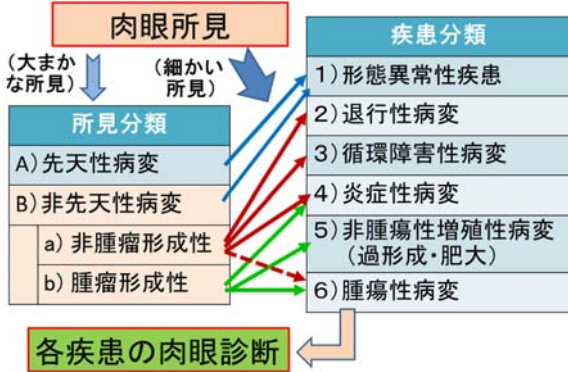 肉眼所見
(大まか
な所見)
(細かい
所見)
所見分類
A)先天性病変
B)非先天性病変
a)非腫瘤形成性
b)腫瘤形成性
疾患分類
1)形態異常性疾患
2)退行性病変
3)循環障害性病変
4)炎症性病変
5)非腫瘍性増殖性病変
(過形成・肥大)
6)腫瘍性病変
各疾患の肉眼診断